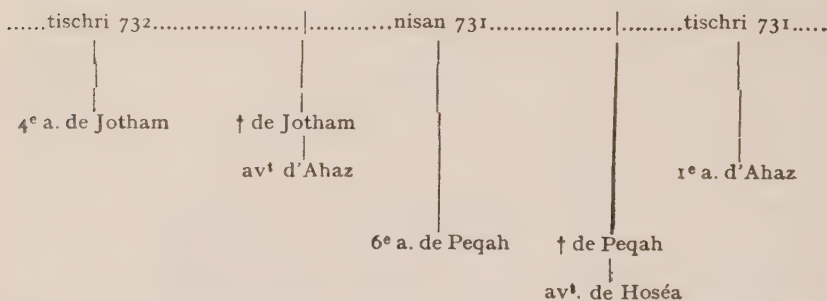 ......tischri 732..................|..........nisan 731................|.........tischri 731.....
4e a. de Jotham † de Jotham
avt d'Ahaz 1e a. d'Ahaz
6e a. de Peqah † de Peqah
avt. de Hoséa